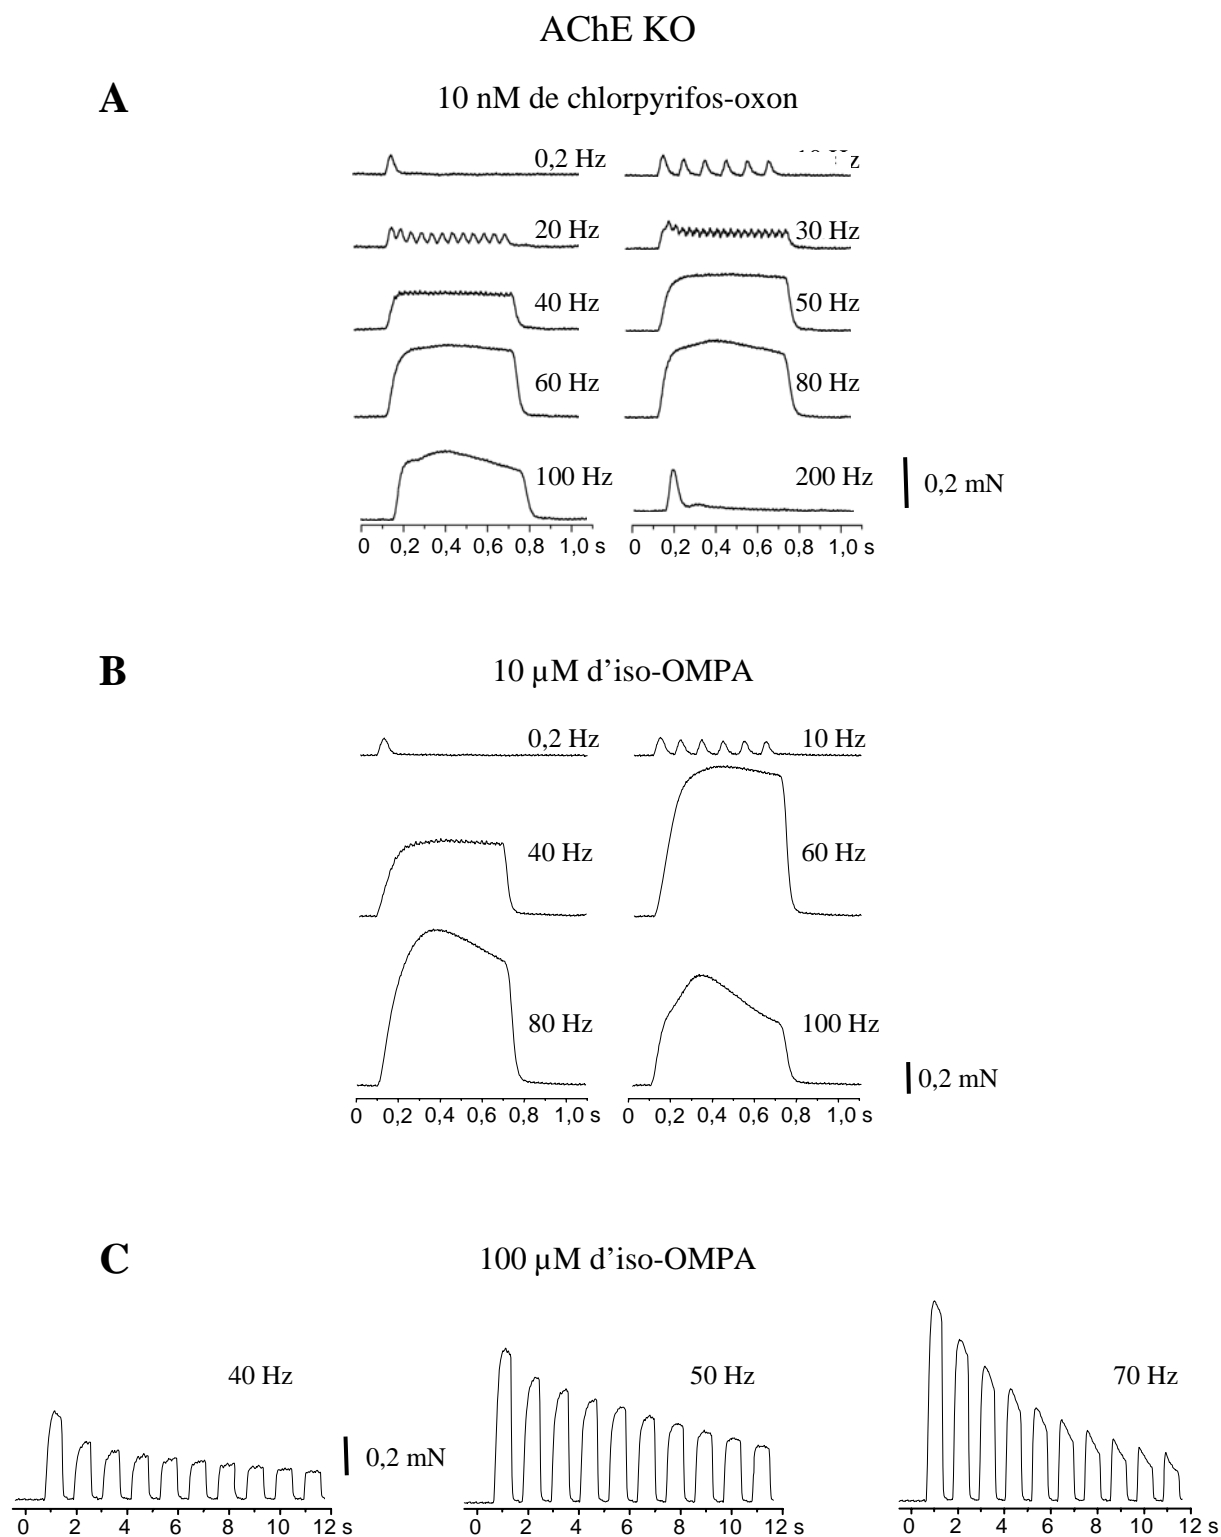 AChE KO
A
10 nM de chlorpyrifos-oxon
0,2 Hz
20 Hz
30 Hz
40 Hz
50 Hz
60 Hz
80 Hz
100 Hz
200 Hz
0,2 mN
0 0,2 0,4 0,6 0,8 1,0 s
0 0,2 0,4 0,6 0,8 1,0 s
B
10 µM d’iso-OMPA
0,2 Hz
10 Hz
40 Hz
60 Hz
80 Hz
100 Hz
0,2 mN
0 0,2 0,4 0,6 0,8 1,0 s
0 0,2 0,4 0,6 0,8 1,0 s
C
100 µM d’iso-OMPA
40 Hz
50 Hz
70 Hz
0,2 mN
0 2 4 6 8 10 12 s
0 2 4 6 8 10 12 s
0 2 4 6 8 10 12 s